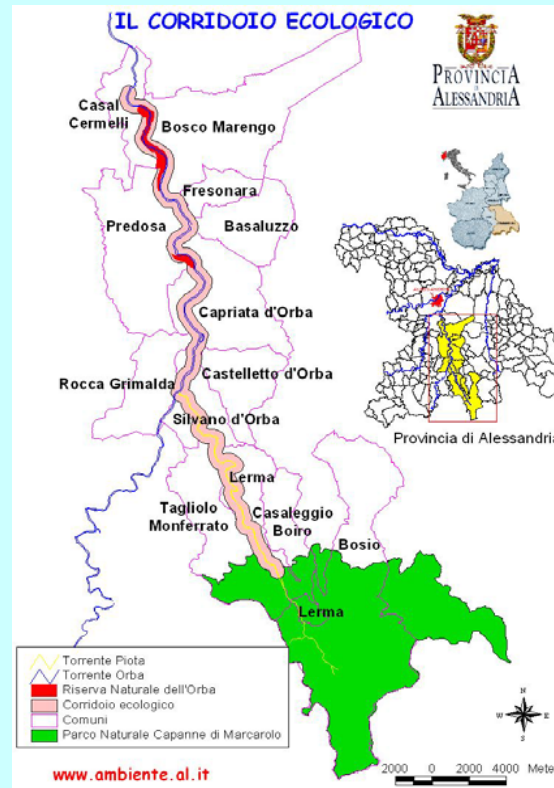 IL CORRIDOIO ECOLOGICO
PROVINCIA
DI
ALESSANDRIA
Casal
Cermelli
Bosco Marengo
Fresonara
Predosa
Basaluzzo
Capriata d'Orba
Rocca Grimalda
Castelletto d'Orba
Silvano d'Orba
Provincia di Alessandria
Lerma
Tagliolo
Monferrato
Casaleggio
Boiro
Bosio
Lerma
Torrente Piota
Torrente Orba
Riserva Naturale dell'Orba
Corridoio ecologico
Comuni
Parco Naturale Capanne di Marcarolo
N
W E
S
www.ambiente.al.it
2000 0 2000 4000 Mete